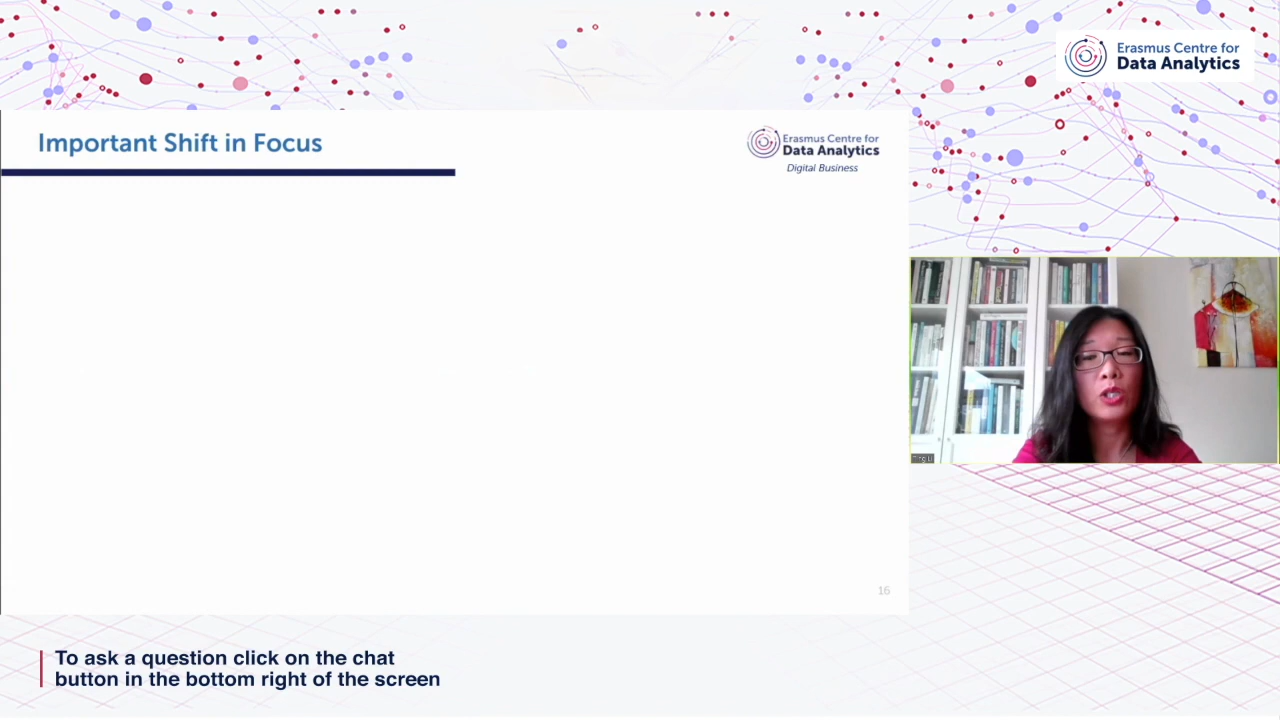 Erasmus Centre for
Data Analytics
Important Shift in Focus
Erasmus Centre for
Data Analytics
Digital Business
16
To ask a question click on the chat
button in the bottom right of the screen